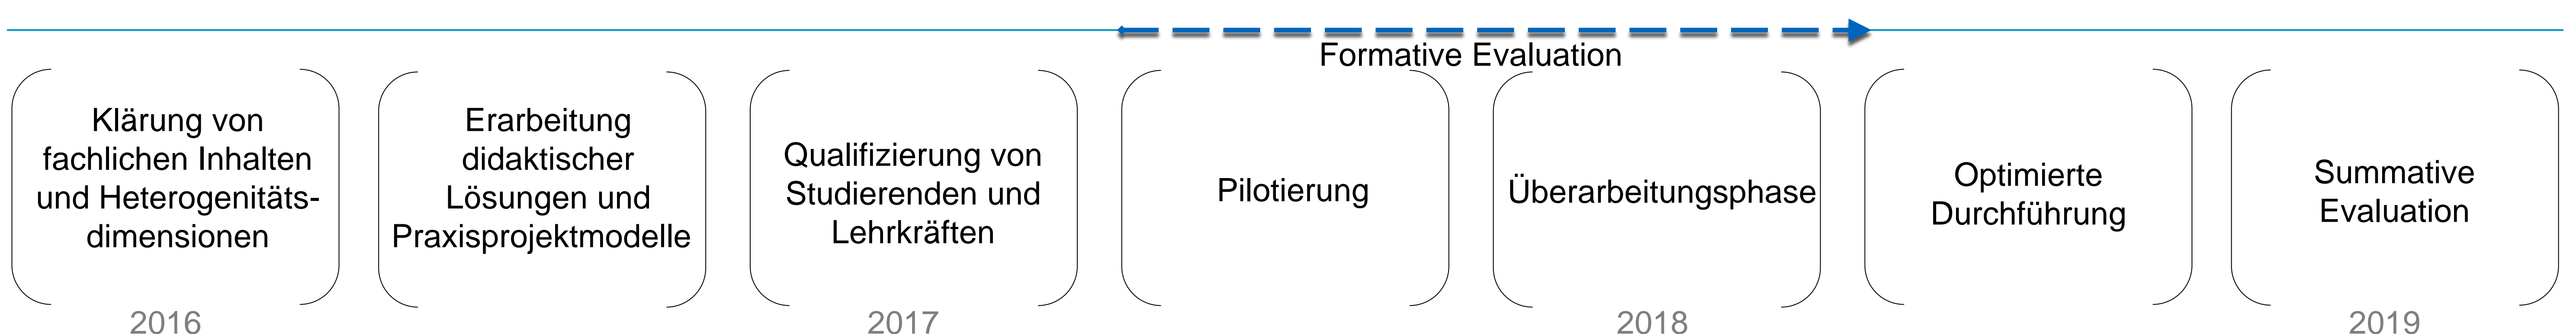 Formative Evaluation
Klärung von
fachlichen Inhalten
und Heterogenitäts-
dimensionen
Erarbeitung
didaktischer
Lösungen und
Praxisprojektmodelle
Qualifizierung von
Studierenden und
Lehrkräften
Pilotierung
Überarbeitungsphase
Optimierte
Durchführung
Summative
Evaluation
2016
2017
2018
2019